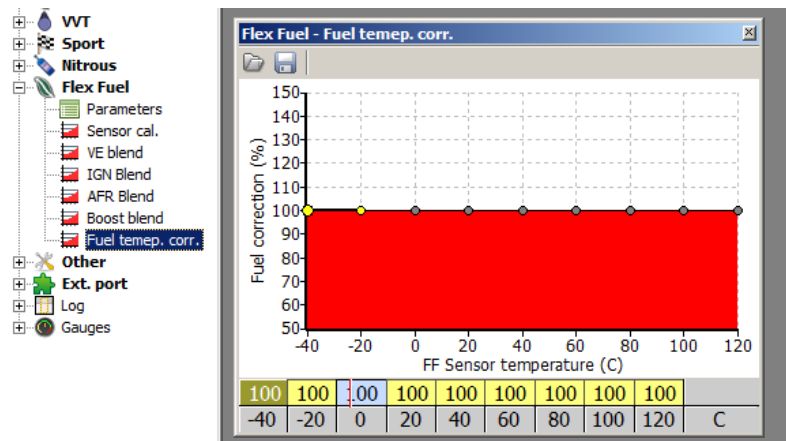 VVT
Sport
Nitrous
Flex Fuel
Parameters
Sensor cal.
VE blend
IGN Blend
AFR Blend
Boost blend
Fuel temep. corr.
Other
Ext. port
Log
Gauges
Flex Fuel - Fuel temep. corr.
Fuel correction (%)
150
140
130
120
110
100
90
80
70
60
50
-40 -20 0 20 40 60 80 100 120
FF Sensor temperature (C)
100 100 100 100 100 100 100 100 100
-40 -20 0 20 40 60 80 100 120 C